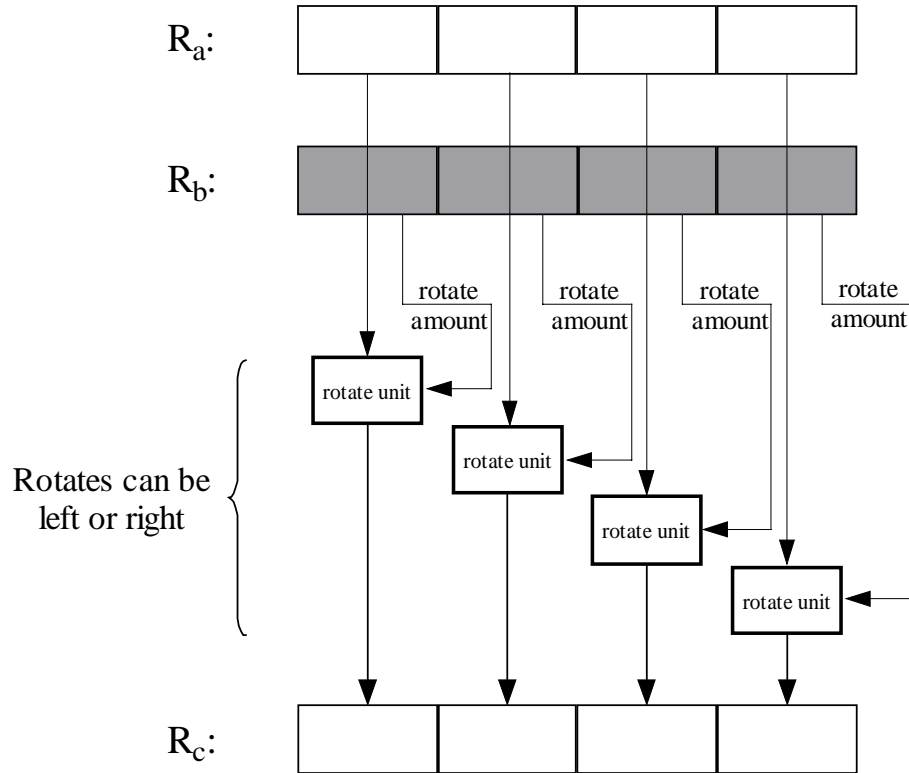 Ra:
Rb:
rotate
amount
rotate
amount
rotate
amount
rotate
amount
rotate unit
rotate unit
rotate unit
rotate unit
Rotates can be
left or right
Rc: